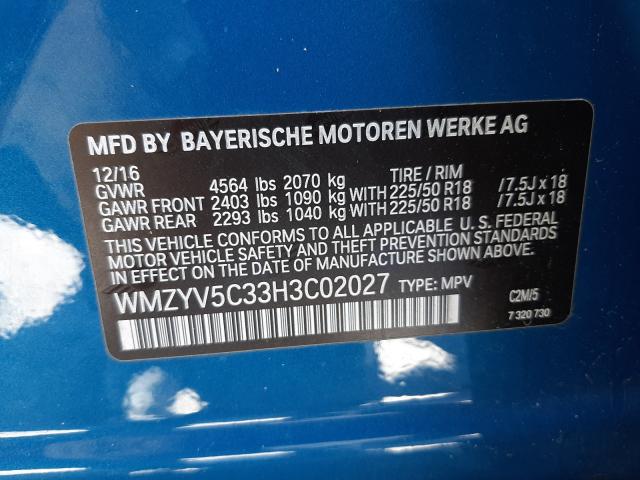 MFD BY BAYERISCHE MOTOREN WERKE AG
12/16 TIRE / RIM
GVWR 4564 lbs 2070 kg
GAWR FRONT 2403 lbs 1090 kg WITH 225/50 R18 / 7.5J x 18
GAWR REAR 2293 lbs 1040 kg WITH 225/50 R18 / 7.5J x 18
THIS VEHICLE CONFORMS TO ALL APPLICABLE U. S. FEDERAL
MOTOR VEHICLE SAFETY AND THEFT PREVENTION STANDARDS
IN EFFECT ON THE DATE OF MANUFACTURE SHOWN ABOVE.
WMZYV5C33H3C02027 TYPE: MPV
C2M/5
7 320 730